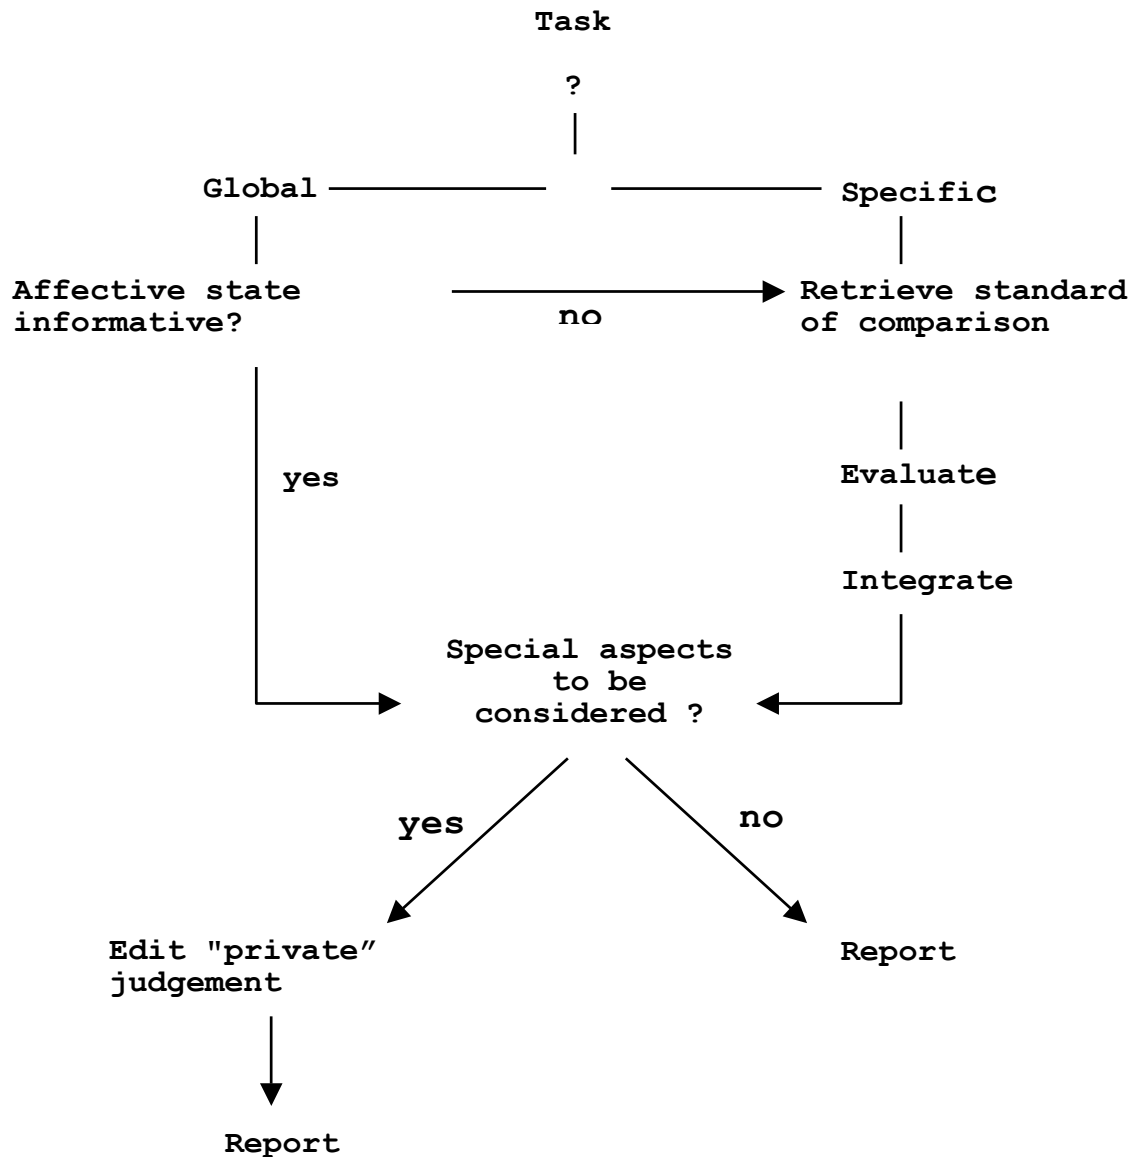 Task
?
Global
Specific
Affective state
informative?
no
Retrieve standard
of comparison
yes
Evaluate
Integrate
Special aspects
to be
considered ?
yes
no
Edit "private”
judgement
Report
Report